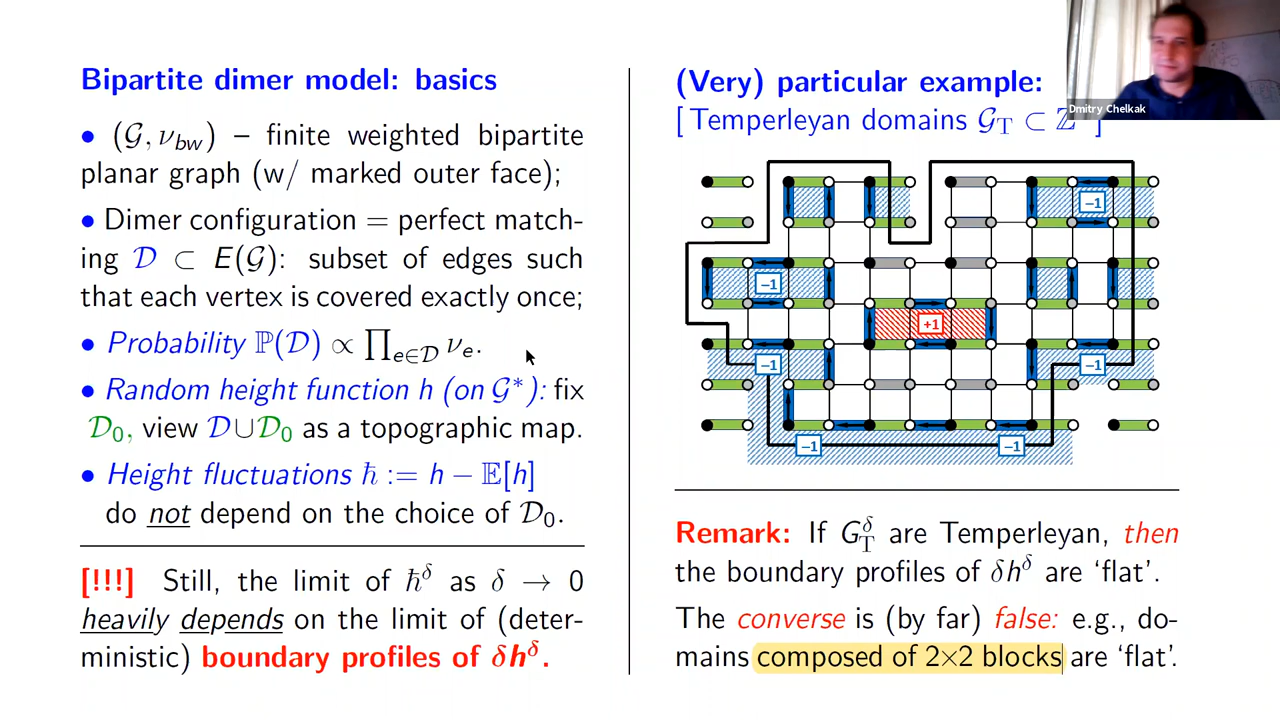 Bipartite dimer model: basics
• (𝒢, ν_bw) – finite weighted bipartite
planar graph (w/ marked outer face);
• Dimer configuration = perfect match-
ing 𝒟 ⊂ E(𝒢): subset of edges such
that each vertex is covered exactly once;
• Probability ℙ(𝒟) ∝ ∏_{e∈𝒟} ν_e.
• Random height function h (on 𝒢*): fix
𝒟₀, view 𝒟∪𝒟₀ as a topographic map.
• Height fluctuations ℏ := h − 𝔼[h]
do not depend on the choice of 𝒟₀.
[!!!] Still, the limit of ℏ^δ as δ → 0
heavily depends on the limit of (deter-
ministic) boundary profiles of δh^δ.
(Very) particular example:
[ Temperleyan domains 𝒢_T ⊂ ℤ ]
Dmitry Chelkak
−1
−1
+1
−1
−1
−1
−1
Remark: If G_T^δ are Temperleyan, then
the boundary profiles of δh^δ are ‘flat’.
The converse is (by far) false: e.g., do-
mains composed of 2×2 blocks are ‘flat’.